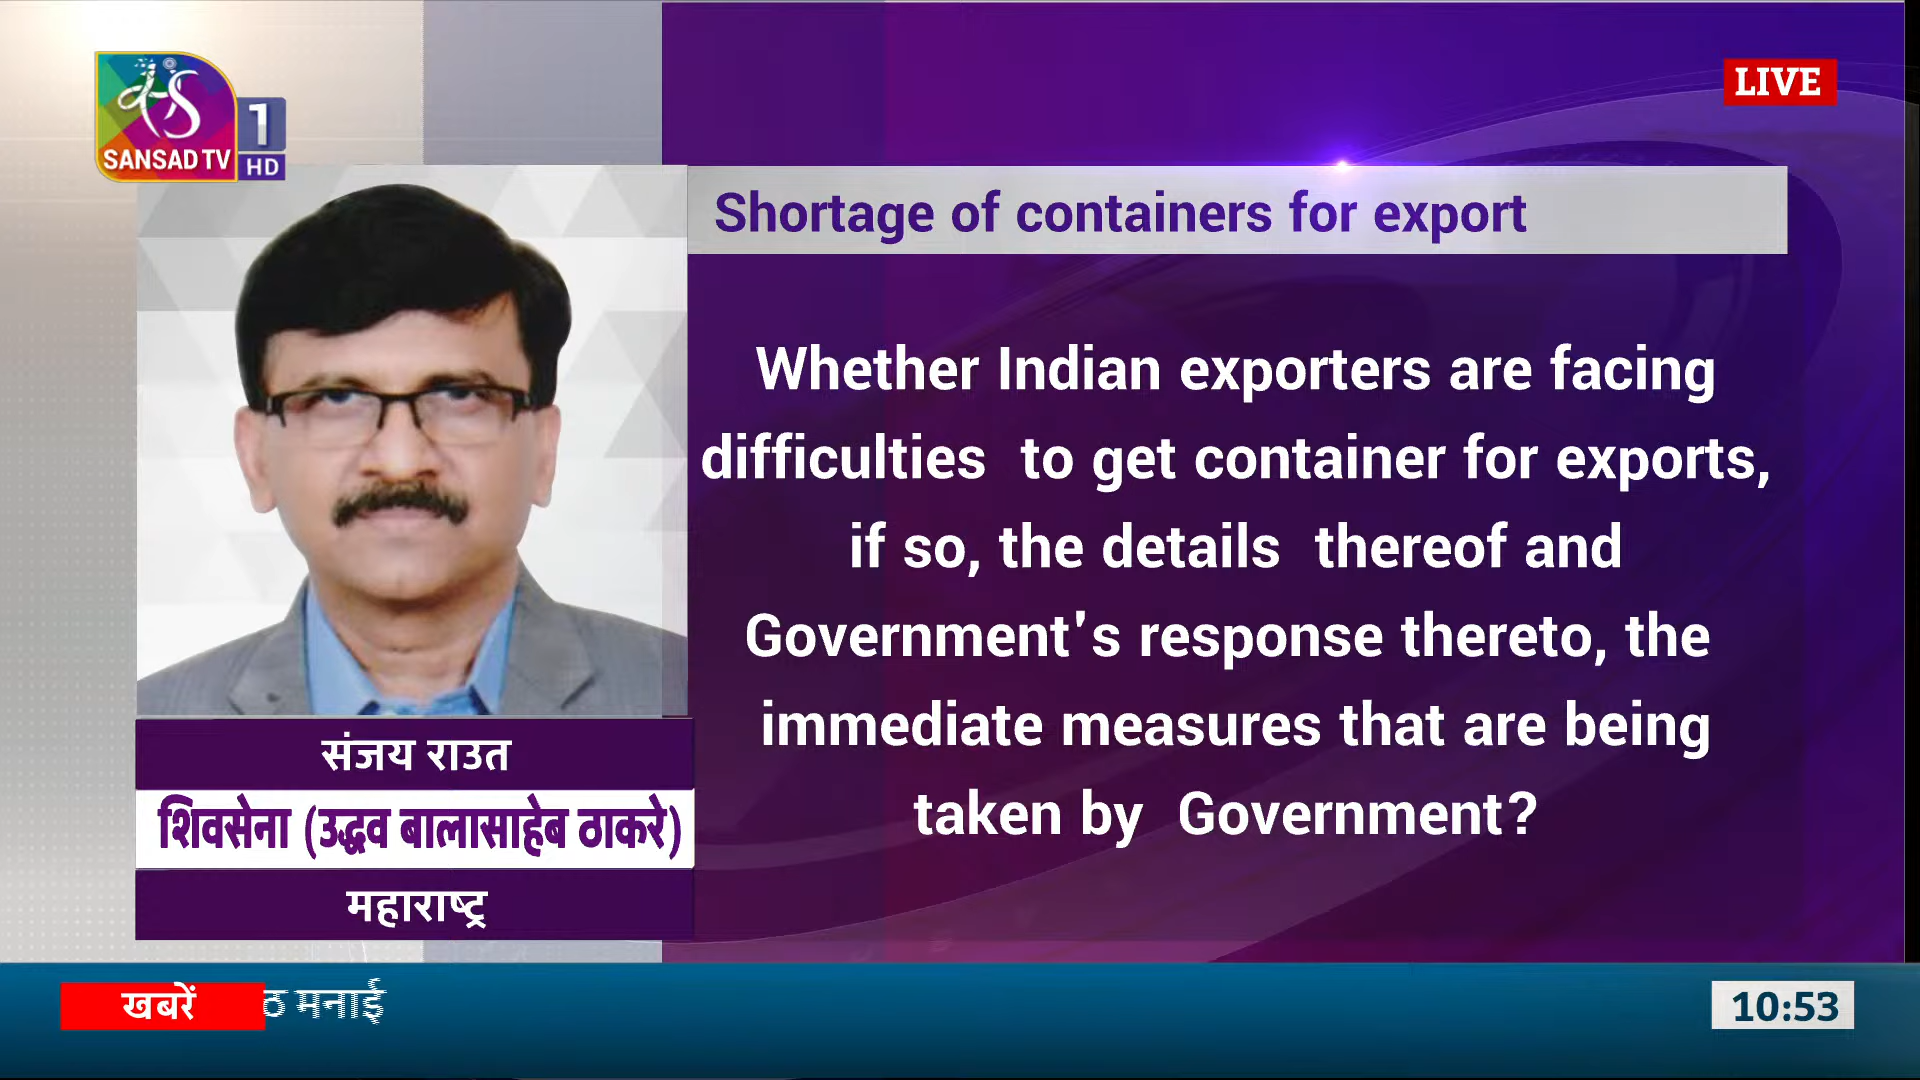 SANSAD TV
1
HD
LIVE
Shortage of containers for export
Whether Indian exporters are facing
difficulties to get container for exports,
if so, the details thereof and
Government's response thereto, the
immediate measures that are being
taken by Government?
संजय राउत
शिवसेना (उद्धव बालासाहेब ठाकरे)
महाराष्ट्र
खबरें
मनाई
10:53